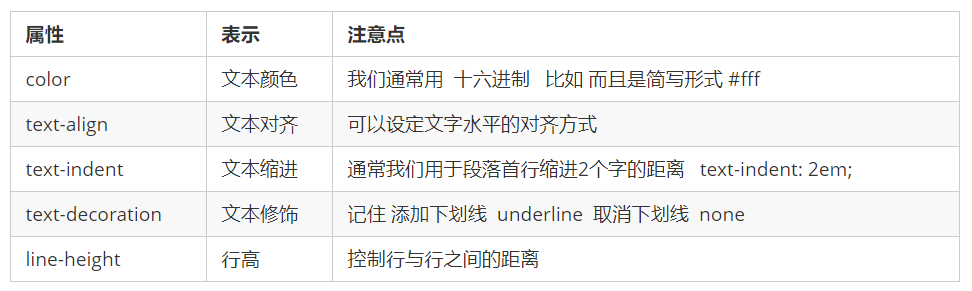 属性 表示 注意点
color 文本颜色 我们通常用 十六进制 比如 而且是简写形式 #fff
text-align 文本对齐 可以设定文字水平的对齐方式
text-indent 文本缩进 通常我们用于段落首行缩进2个字的距离 text-indent: 2em;
text-decoration 文本修饰 记住 添加下划线 underline 取消下划线 none
line-height 行高 控制行与行之间的距离